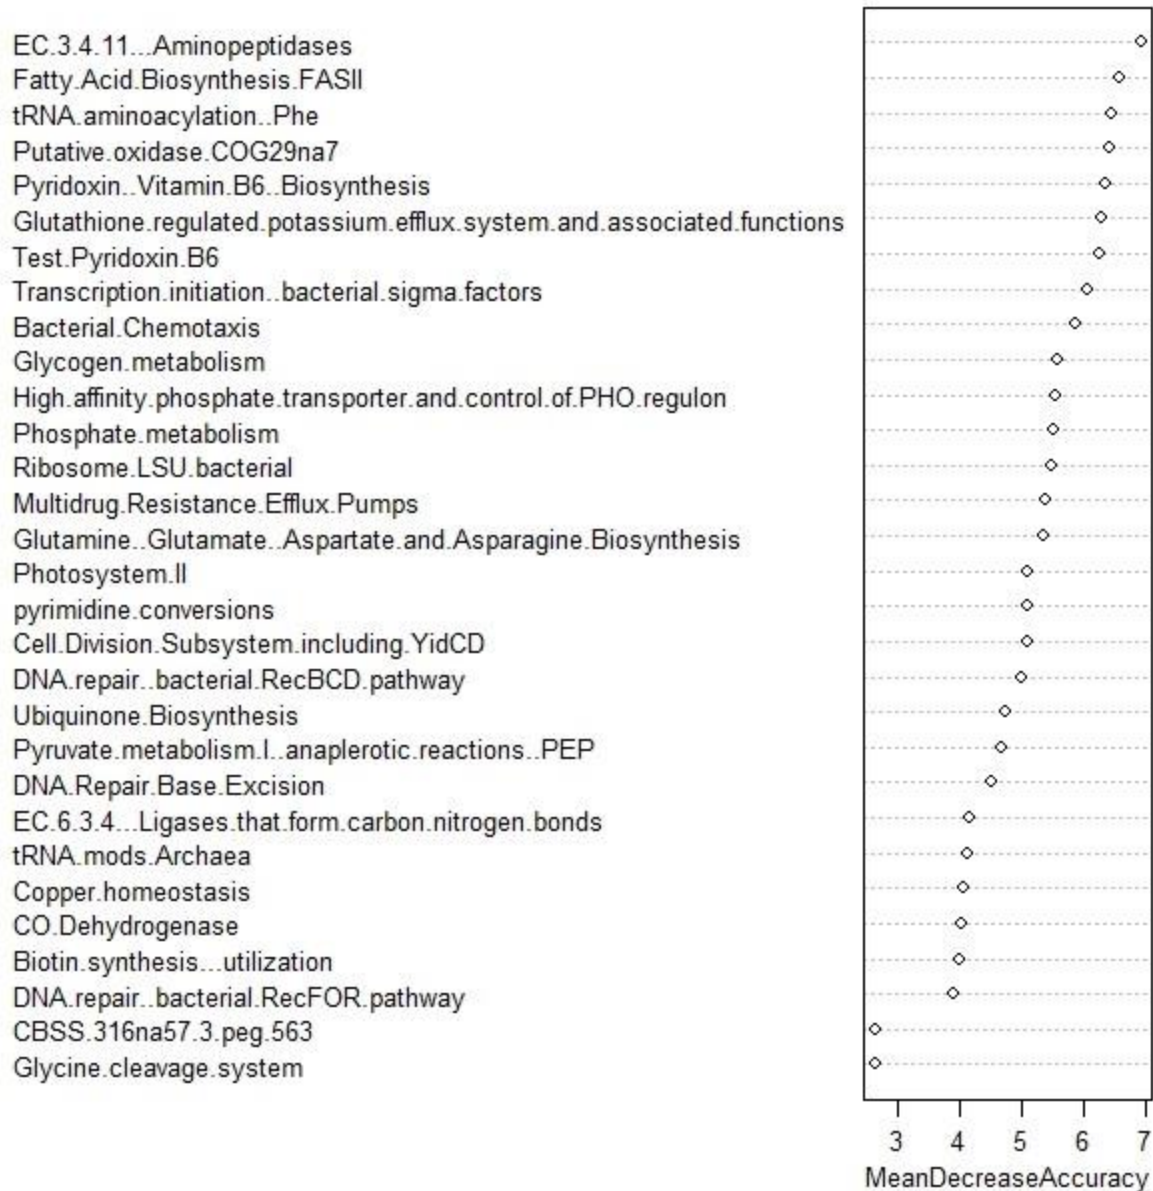 EC.3.4.11...Aminopeptidases
Fatty.Acid.Biosynthesis.FASII
tRNA.aminoacylation..Phe
Putative.oxidase.COG29na7
Pyridoxin..Vitamin.B6..Biosynthesis
Glutathione.regulated.potassium.efflux.system.and.associated.functions
Test.Pyridoxin.B6
Transcription.initiation..bacterial.sigma.factors
Bacterial.Chemotaxis
Glycogen.metabolism
High.affinity.phosphate.transporter.and.control.of.PHO.regulon
Phosphate.metabolism
Ribosome.LSU.bacterial
Multidrug.Resistance.Efflux.Pumps
Glutamine..Glutamate..Aspartate.and.Asparagine.Biosynthesis
Photosystem.II
pyrimidine.conversions
Cell.Division.Subsystem.including.YidCD
DNA.repair..bacterial.RecBCD.pathway
Ubiquinone.Biosynthesis
Pyruvate.metabolism.I..anaplerotic.reactions..PEP
DNA.Repair.Base.Excision
EC.6.3.4...Ligases.that.form.carbon.nitrogen.bonds
tRNA.mods.Archaea
Copper.homeostasis
CO.Dehydrogenase
Biotin.synthesis...utilization
DNA.repair..bacterial.RecFOR.pathway
CBSS.316na57.3.peg.563
Glycine.cleavage.system
3 4 5 6 7
MeanDecreaseAccuracy